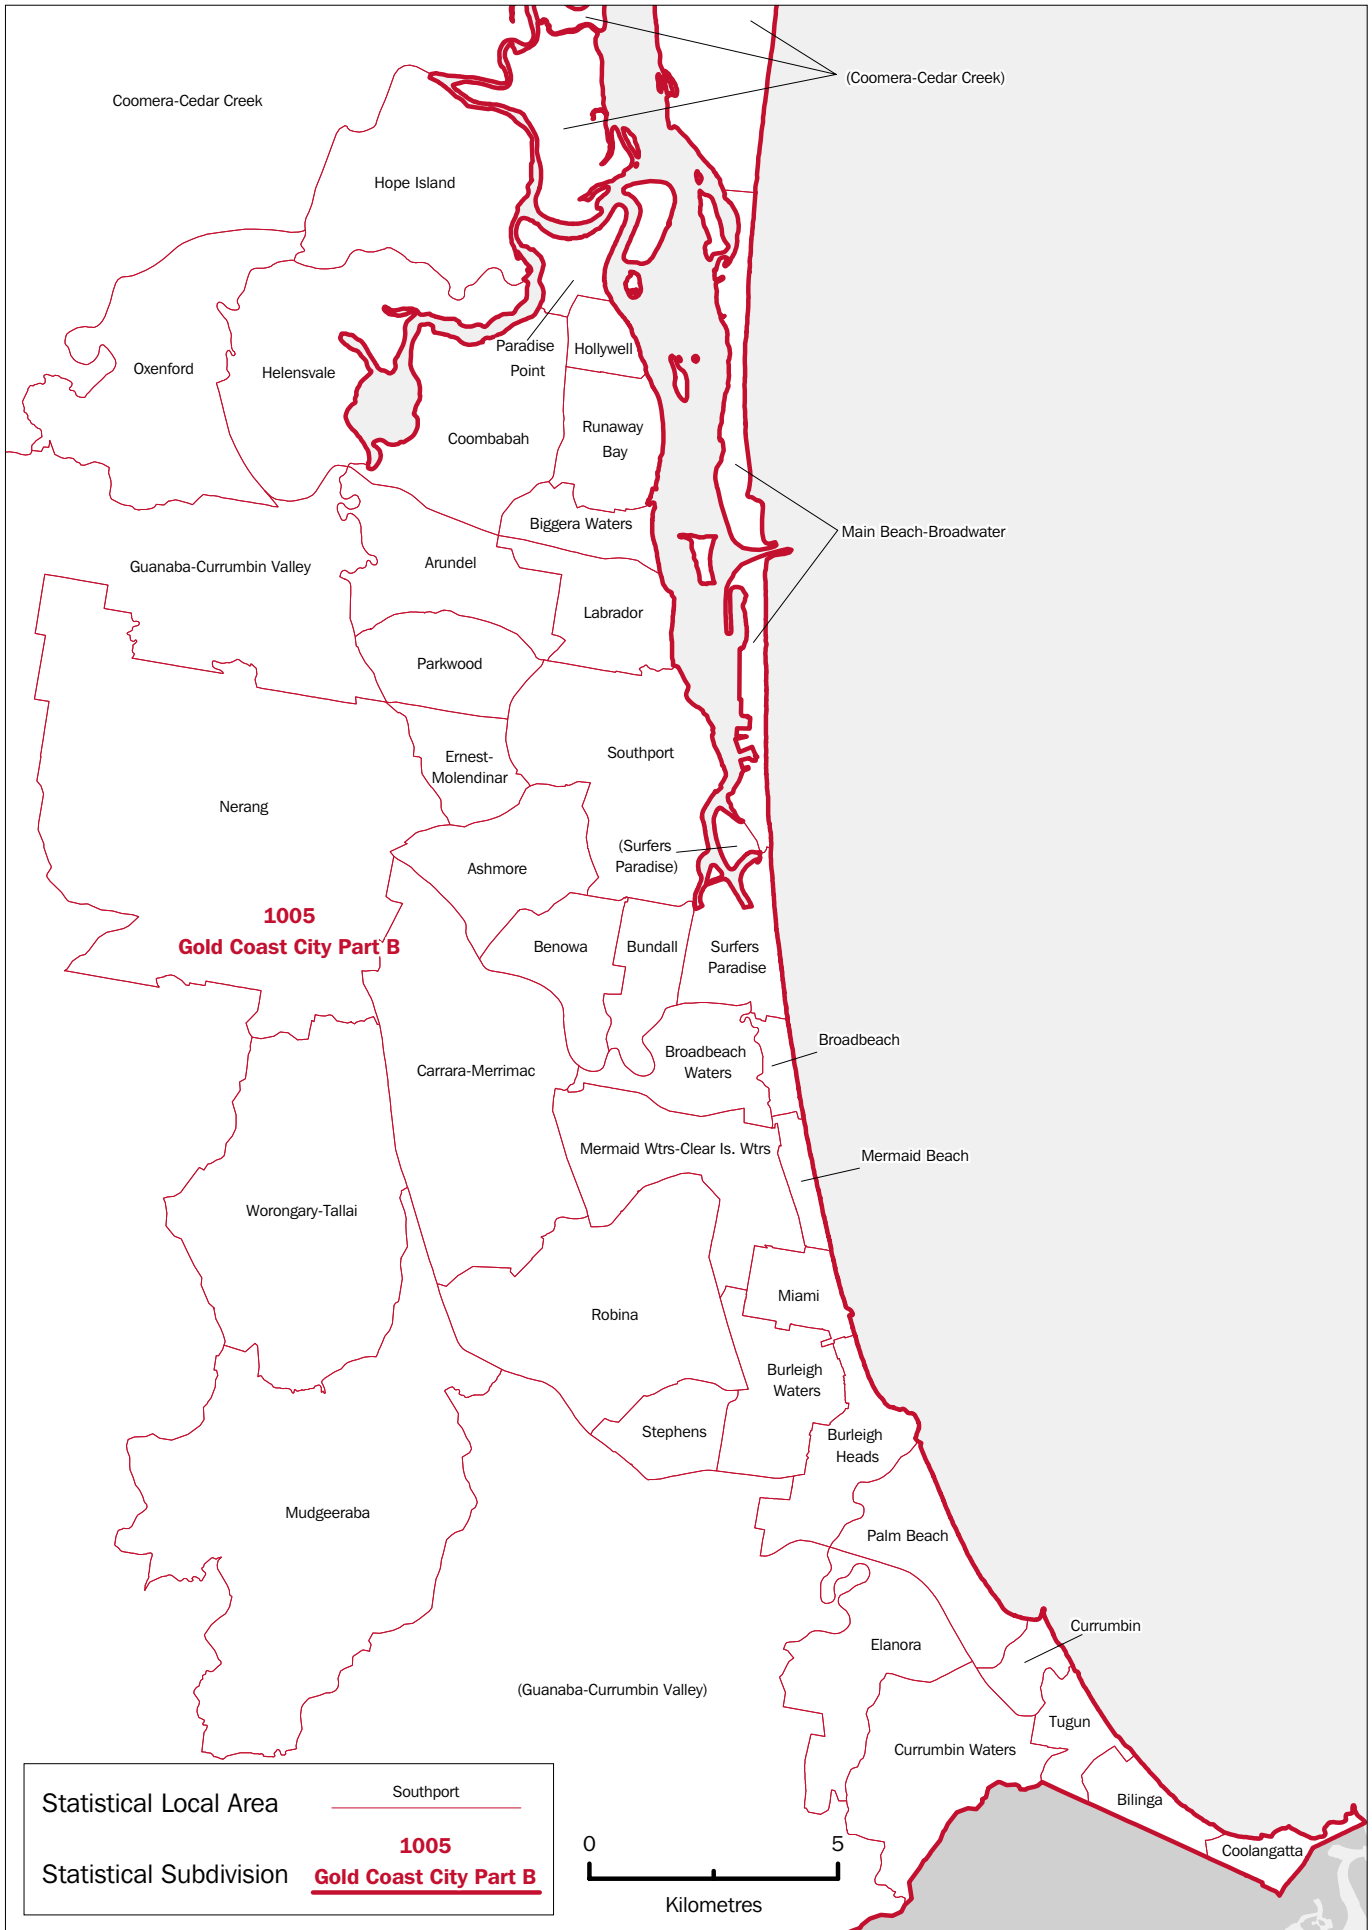 (Coomera-Cedar Creek)
Coomera-Cedar Creek
Hope Island
Oxenford
Helensvale
Paradise
Point
Hollywell
Coombabah
Runaway
Bay
Biggera Waters
Main Beach-Broadwater
Guanaba-Currumbin Valley
Arundel
Labrador
Parkwood
Ernest-
Molendinar
Southport
Nerang
(Surfers
Paradise)
Ashmore
1005
Gold Coast City Part B
Benowa
Bundall
Surfers
Paradise
Broadbeach
Broadbeach
Waters
Carrara-Merrimac
Mermaid Wtrs-Clear Is. Wtrs
Mermaid Beach
Worongary-Tallai
Miami
Robina
Burleigh
Waters
Stephens
Burleigh
Heads
Mudgeeraba
Palm Beach
Currumbin
Elanora
(Guanaba-Currumbin Valley)
Tugun
Currumbin Waters
Bilinga
Coolangatta
Statistical Local Area
Southport
Statistical Subdivision
1005
Gold Coast City Part B
0 5
Kilometres